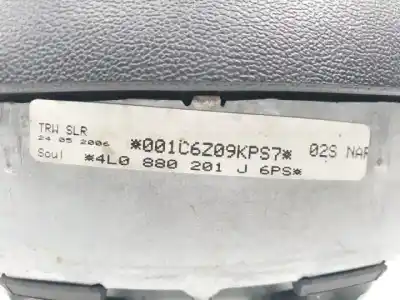 TRW SLR
24 05 2006
*001C6Z09KPS7* 02S NAR
Soul *4L0 880 201 J 6PS*